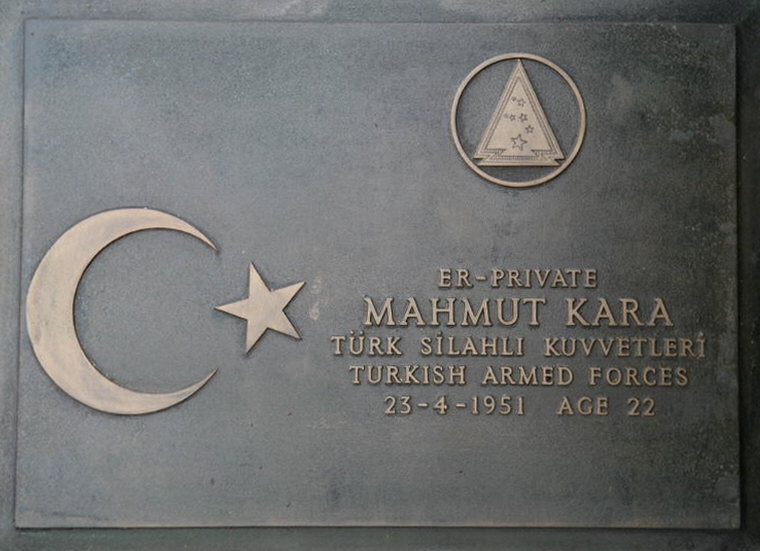 ER-PRIVATE
MAHMUT KARA
TÜRK SİLAHLI KUVVETLERİ
TURKISH ARMED FORCES
23-4-1951 AGE 22